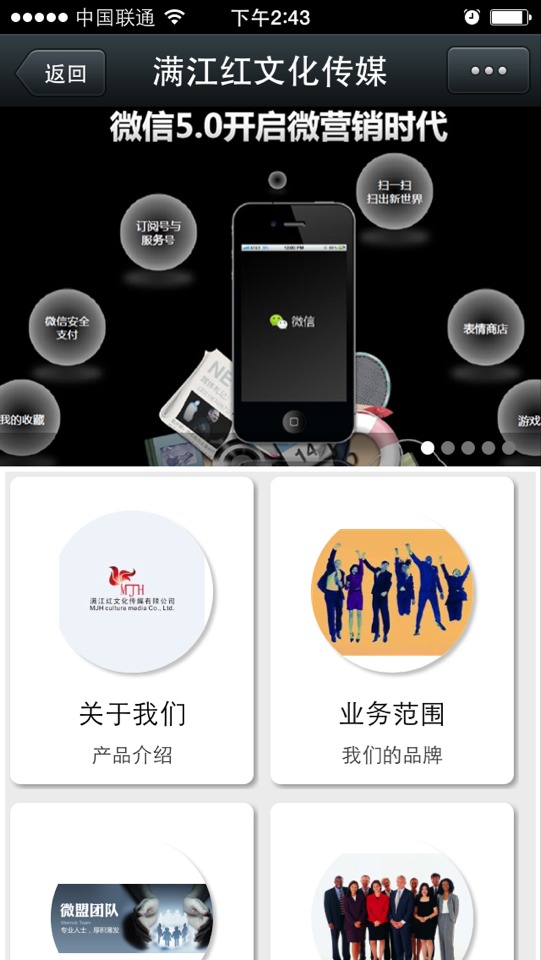 中国联通
下午2:43
返回
满江红文化传媒
微信5.0开启微营销时代
扫一扫
扫出新世界
订阅号与
服务号
微信安全
支付
微信
表情商店
我的收藏
游戏
NE
14
MJH
满江红文化传媒有限公司
MJH culture media Co., Ltd.
关于我们
产品介绍
业务范围
我们的品牌
微盟团队
专业人士，厚积薄发